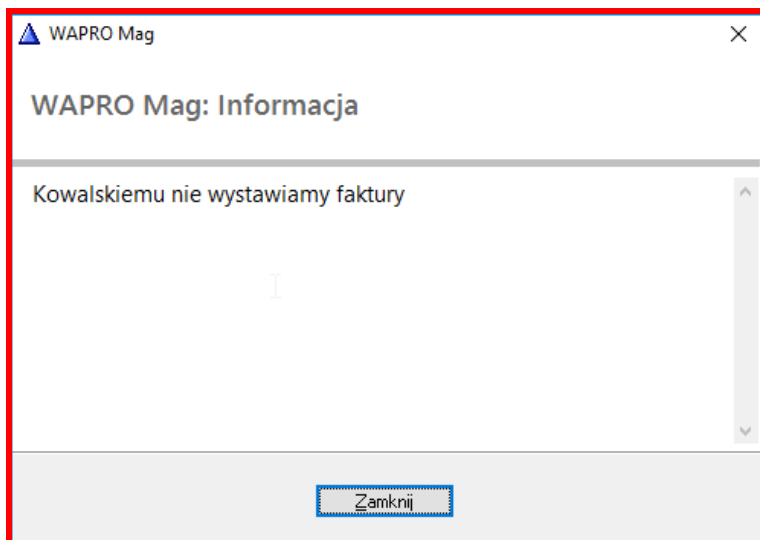 WAPRO Mag
WAPRO Mag: Informacja
Kowalskiemu nie wystawiamy faktury
Zamknij